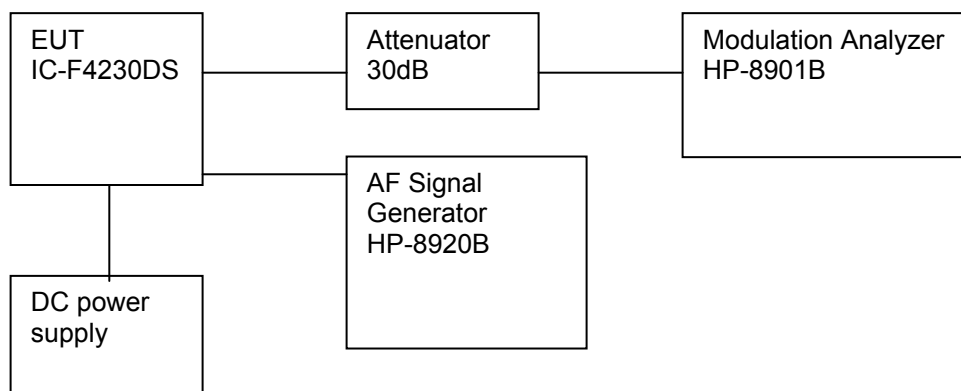 EUT
IC-F4230DS
Attenuator
30dB
Modulation Analyzer
HP-8901B
AF Signal
Generator
HP-8920B
DC power
supply